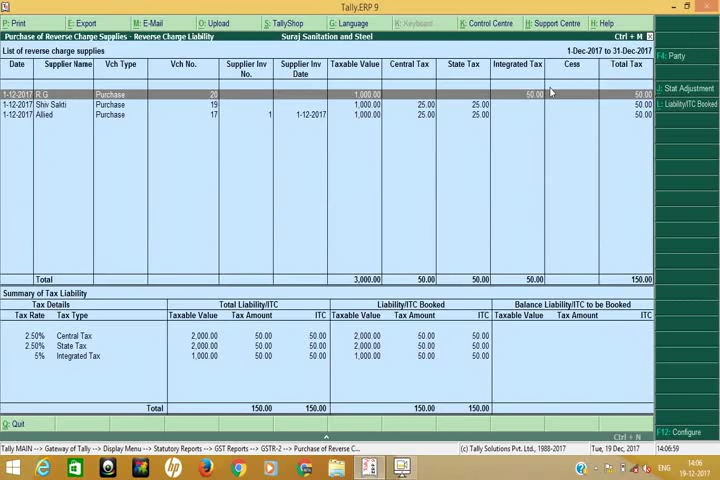 Tally.ERP 9
P: Print E: Export M: E-Mail O: Upload S: TallyShop G: Language K: Keyboard K: Control Centre H: Support Centre H: Help
Purchase of Reverse Charge Supplies - Reverse Charge Liability Suraj Sanitation and Steel Ctrl + M
List of reverse charge supplies 1-Dec-2017 to 31-Dec-2017
Date Supplier Name Vch Type Vch No. Supplier Inv No. Supplier Inv Date Taxable Value Central Tax State Tax Integrated Tax Cess Total Tax
1-12-2017 R.G Purchase 20 1,000.00 50.00 50.00
1-12-2017 Shiv Sakti Purchase 19 1,000.00 25.00 25.00 50.00
1-12-2017 Allied Purchase 17 1 1-12-2017 1,000.00 25.00 25.00 50.00
Total 3,000.00 50.00 50.00 50.00 150.00
Summary of Tax Liability
Tax Details Total Liability/ITC Liability/ITC Booked Balance Liability/ITC to be Booked
Tax Rate Tax Type Taxable Value Tax Amount ITC Taxable Value Tax Amount ITC Taxable Value Tax Amount ITC
2.50% Central Tax 2,000.00 50.00 50.00 2,000.00 50.00 50.00
2.50% State Tax 2,000.00 50.00 50.00 2,000.00 50.00 50.00
5% Integrated Tax 1,000.00 50.00 50.00 1,000.00 50.00 50.00
Total 150.00 150.00 150.00 150.00
Q: Quit
F4: Party
J: Stat Adjustment
L: Liability/ITC Booked
F12: Configure
Ctrl + N
Tally MAIN --> Gateway of Tally --> Display Menu --> Statutory Reports --> GST Reports --> GSTR-2 --> Purchase of Reverse C... (c) Tally Solutions Pvt. Ltd., 1988-2017 Tue, 19 Dec, 2017 14:06:59
hp
ENG 14:06
19-12-2017